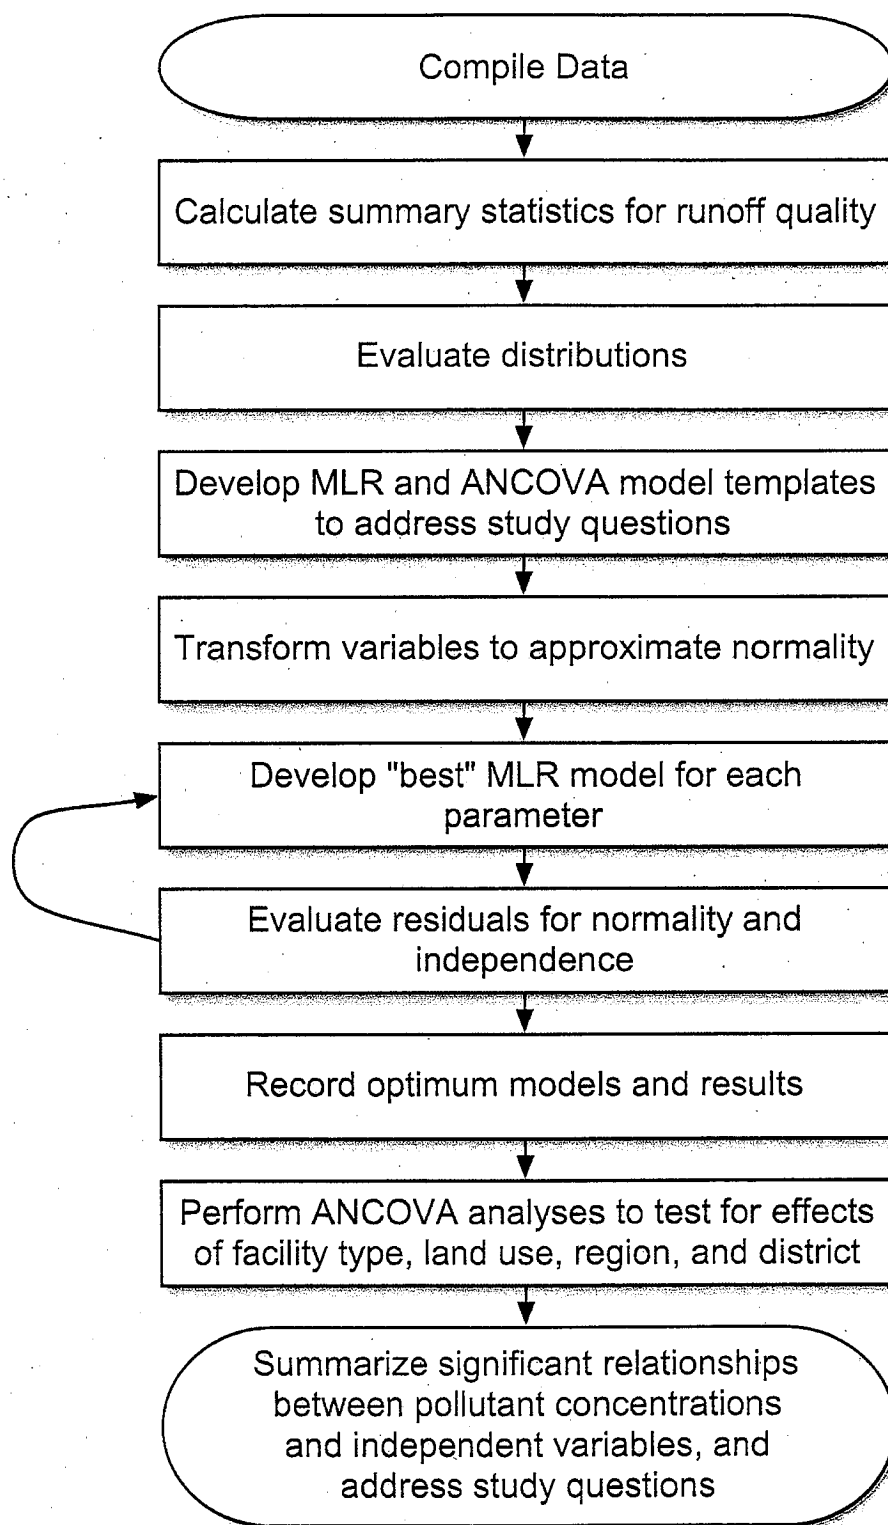 Compile Data
Calculate summary statistics for runoff quality
Evaluate distributions
Develop MLR and ANCOVA model templates
to address study questions
Transform variables to approximate normality
Develop "best" MLR model for each
parameter
Evaluate residuals for normality and
independence
Record optimum models and results
Perform ANCOVA analyses to test for effects
of facility type, land use, region, and district
Summarize significant relationships
between pollutant concentrations
and independent variables, and
address study questions